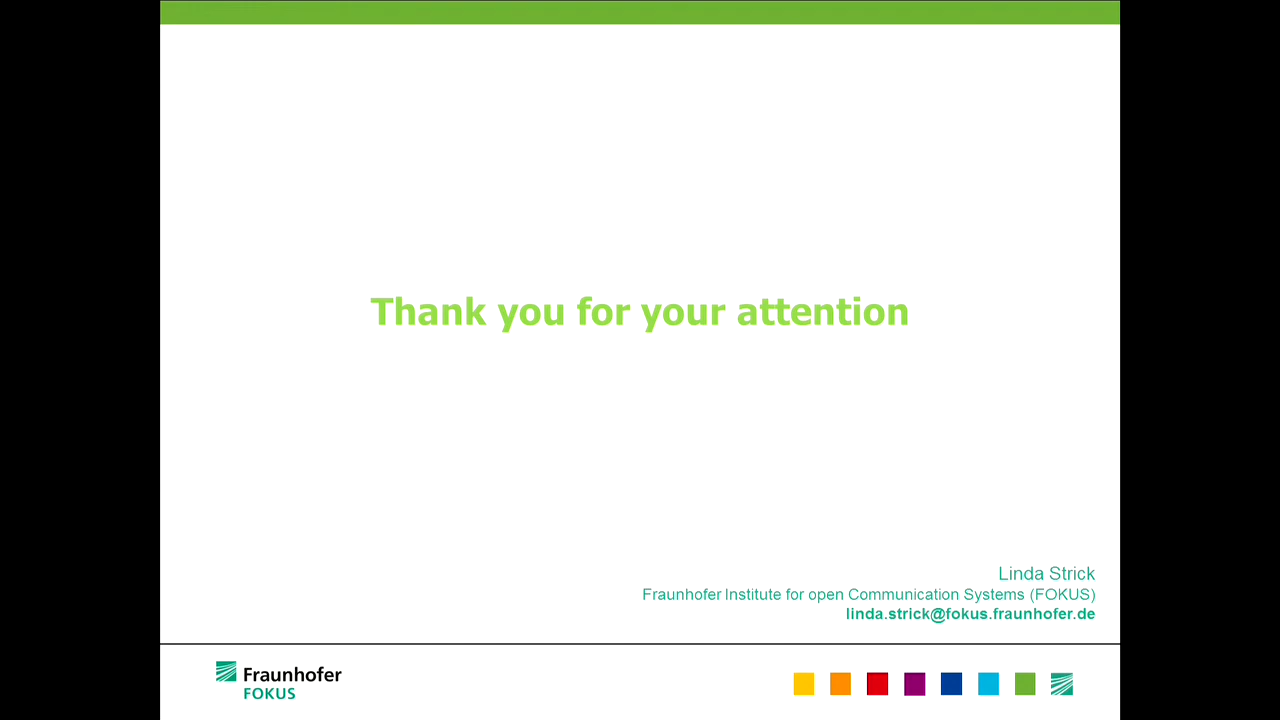 Thank you for your attention
Linda Strick
Fraunhofer Institute for open Communication Systems (FOKUS)
linda.strick@fokus.fraunhofer.de
Fraunhofer
FOKUS